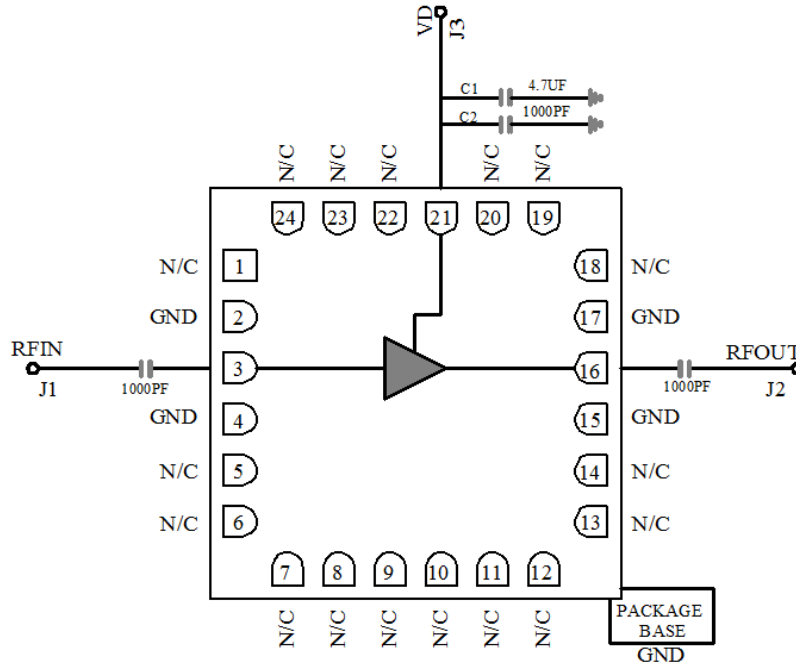 VD
J3
C1
4.7UF
C2
1000PF
N/C
N/C
N/C
N/C
N/C
24
23
22
21
20
19
N/C
1
18
N/C
GND
2
17
GND
RFIN
3
16
RFOUT
J1
1000PF
1000PF
J2
GND
4
15
GND
N/C
5
14
N/C
N/C
6
13
N/C
7
8
9
10
11
12
N/C
N/C
N/C
N/C
N/C
N/C
PACKAGE
BASE
GND